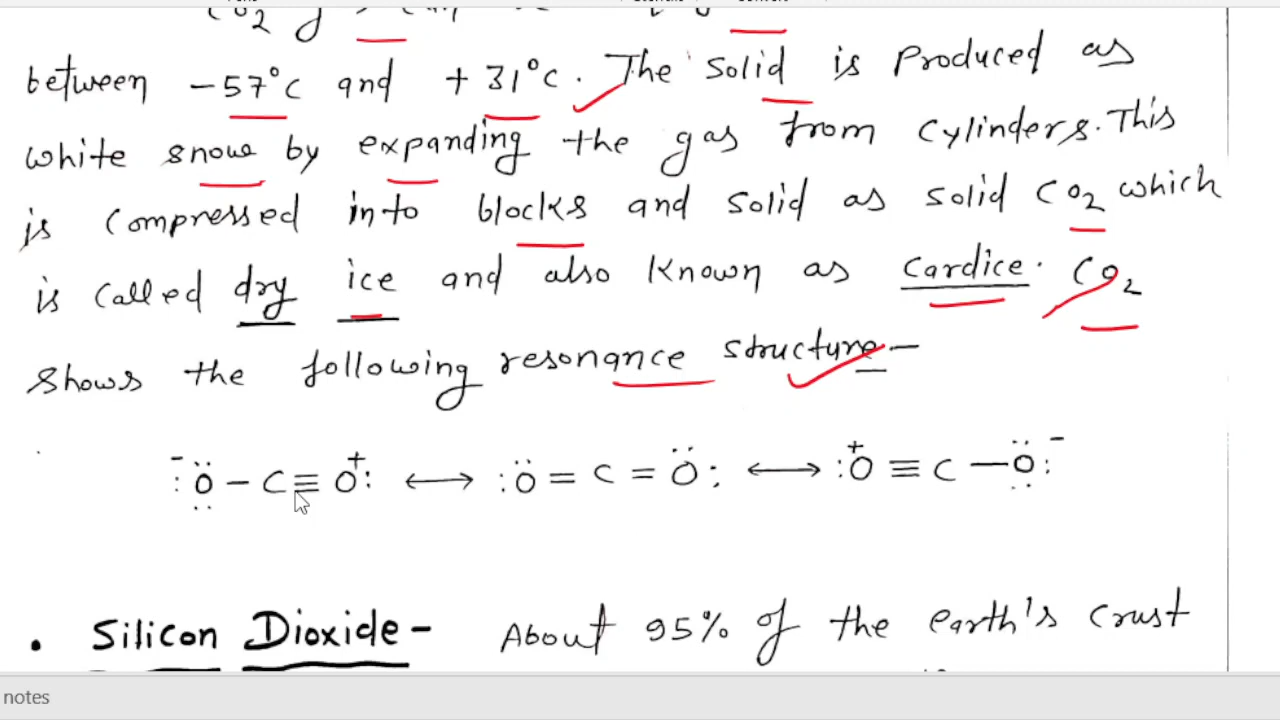 CO2
between -57°C and +31°C. The solid is produced as
white snow by expanding the gas from cylinders. This
is compressed into blocks and solid as solid CO2 which
is called dry ice and also known as cardice. CO2
shows the following resonance structure-
⁻:Ö̤ - C ≡ O⁺: ⟷ :Ö = C = Ö: ⟷ :O⁺ ≡ C - Ö̤:⁻
• Silicon Dioxide- About 95% of the earth's crust
notes